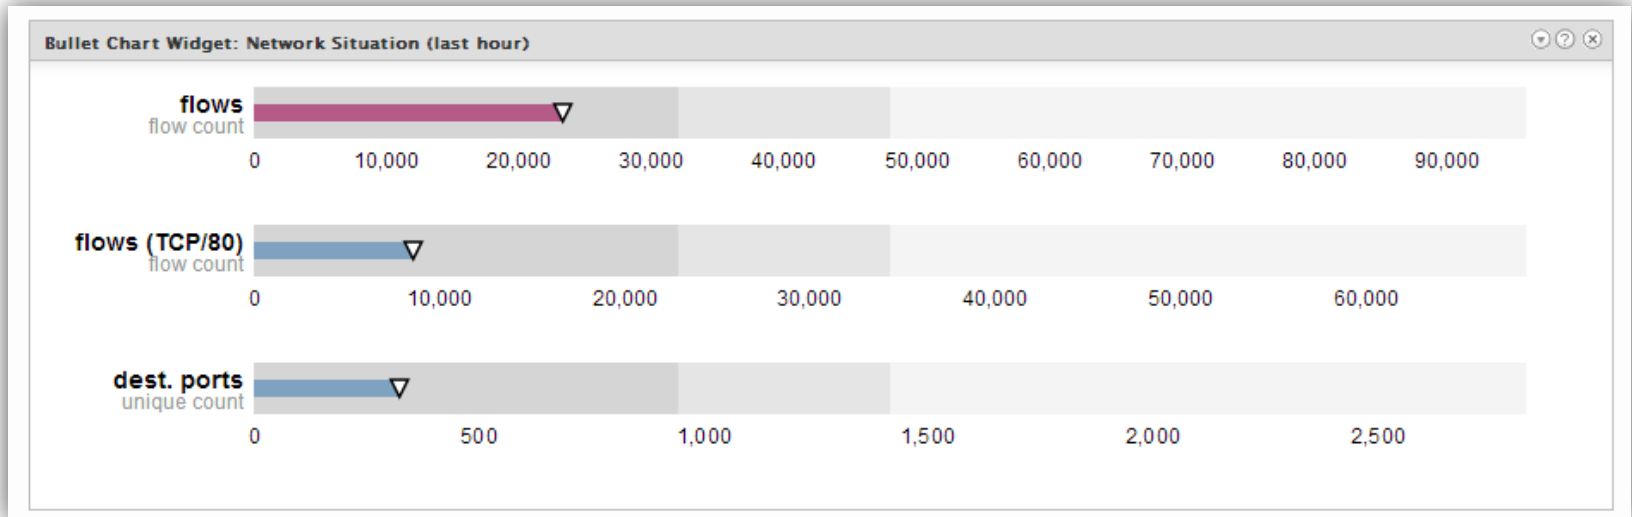 Bullet Chart Widget: Network Situation (last hour)
flows
flow count
0 10,000 20,000 30,000 40,000 50,000 60,000 70,000 80,000 90,000
flows (TCP/80)
flow count
0 10,000 20,000 30,000 40,000 50,000 60,000
dest. ports
unique count
0 500 1,000 1,500 2,000 2,500